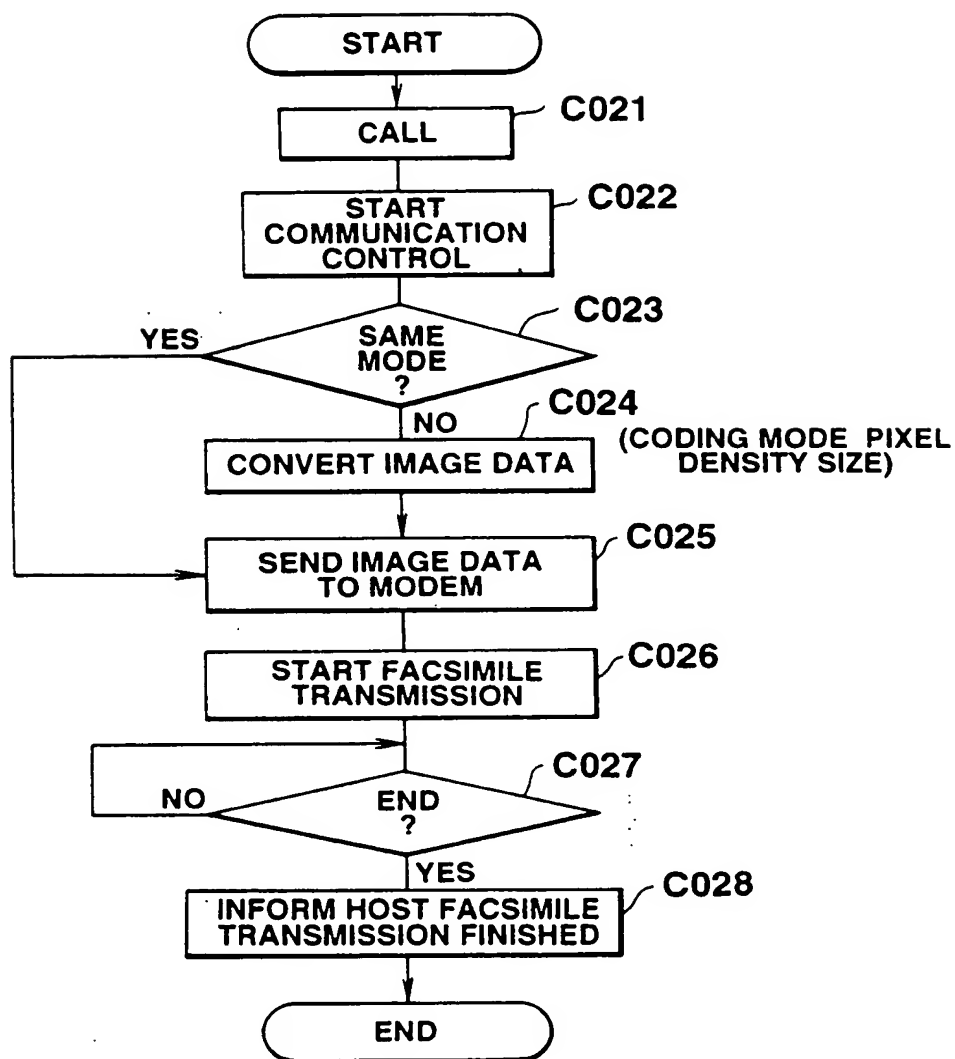 START
CALL
C021
START
COMMUNICATION
CONTROL
C022
SAME
MODE
?
C023
YES
NO
CONVERT IMAGE DATA
C024
(CODING MODE PIXEL
DENSITY SIZE)
SEND IMAGE DATA
TO MODEM
C025
START FACSIMILE
TRANSMISSION
C026
END
?
C027
NO
YES
INFORM HOST FACSIMILE
TRANSMISSION FINISHED
C028
END